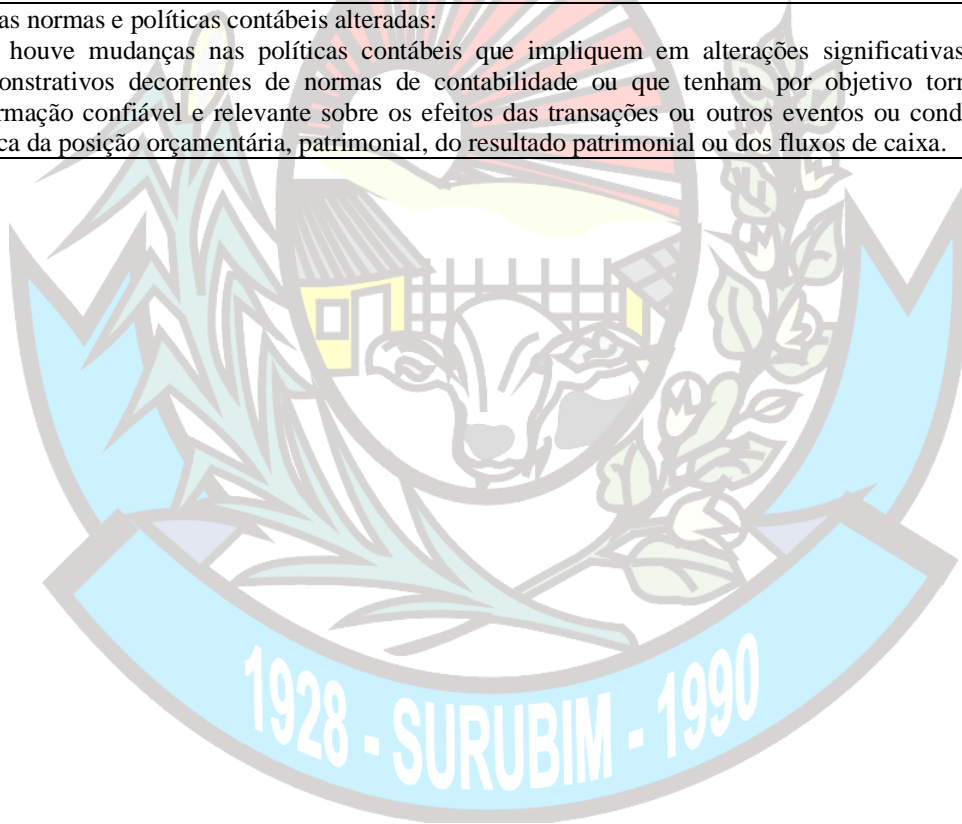 as normas e políticas contábeis alteradas:
houve mudanças nas políticas contábeis que impliquem em alterações significativas
onstrativos decorrentes de normas de contabilidade ou que tenham por objetivo torn
rmação confiável e relevante sobre os efeitos das transações ou outros eventos ou cond
ca da posição orçamentária, patrimonial, do resultado patrimonial ou dos fluxos de caixa.
1928 - SURUBIM - 1990